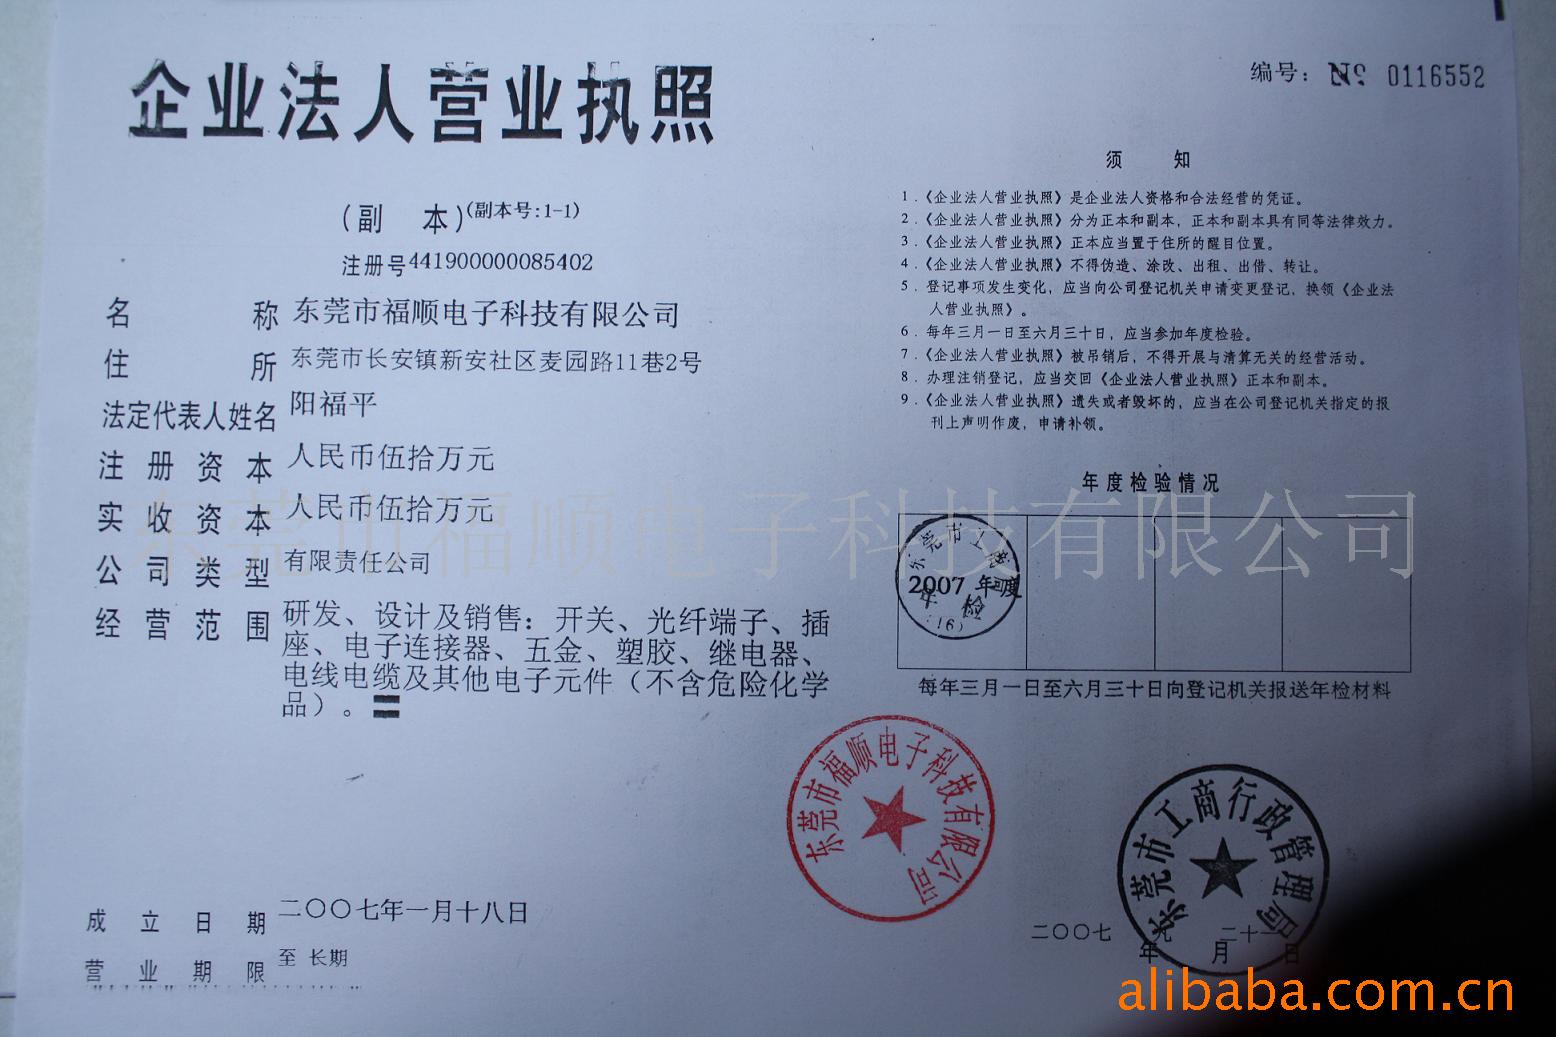 企业法人营业执照
编号：№ 0116552
（副 本）(副本号:1-1)
注册号441900000085402
名 称 东莞市福顺电子科技有限公司
住 所 东莞市长安镇新安社区麦园路11巷2号
法定代表人姓名 阳福平
注册资本 人民币伍拾万元
实收资本 人民币伍拾万元
公司类型 有限责任公司
经营范围 研发、设计及销售：开关、光纤端子、插
座、电子连接器、五金、塑胶、继电器、
电线电缆及其他电子元件（不含危险化学
品）。
成立日期 二〇〇七年一月十八日
营业期限 至 长期
须 知
1．《企业法人营业执照》是企业法人资格和合法经营的凭证。
2．《企业法人营业执照》分为正本和副本，正本和副本具有同等法律效力。
3．《企业法人营业执照》正本应当置于住所的醒目位置。
4．《企业法人营业执照》不得伪造、涂改、出租、出借、转让。
5．登记事项发生变化，应当向公司登记机关申请变更登记，换领《企业法
人营业执照》。
6．每年三月一日至六月三十日，应当参加年度检验。
7．《企业法人营业执照》被吊销后，不得开展与清算无关的经营活动。
8．办理注销登记，应当交回《企业法人营业执照》正本和副本。
9．《企业法人营业执照》遗失或者毁坏的，应当在公司登记机关指定的报
刊上声明作废，申请补领。
年度检验情况
东莞市工商
2007 年度
年 检
(16)
每年三月一日至六月三十日向登记机关报送年检材料
东莞市福顺电子科技有限公司
东莞市福顺电子科技有限公司
东莞市工商行政管理局
二〇〇七 年 九 月 二十一 日
alibaba.com.cn